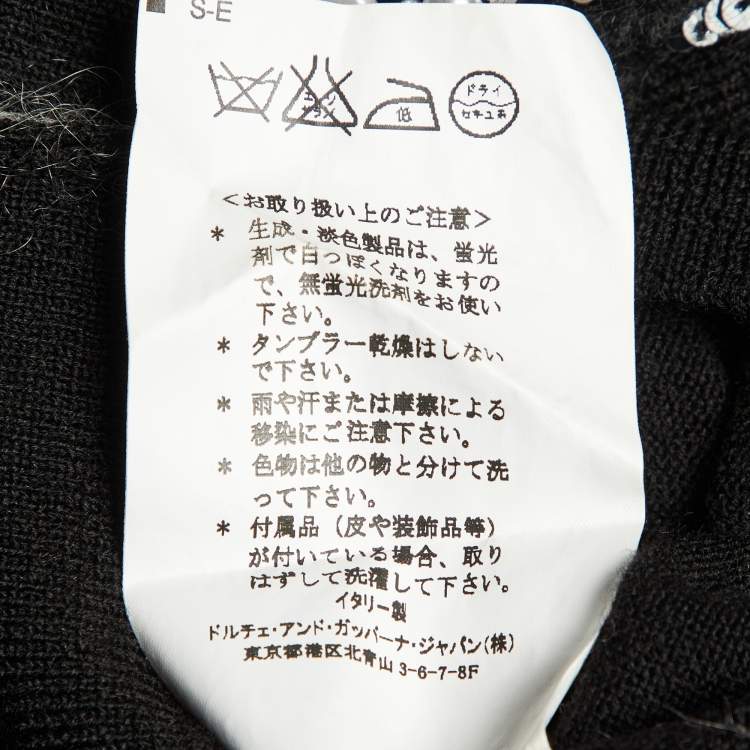 S-E
エンソ
サラシ
低
ドライ
セキユ系
<お取り扱い上のご注意>
* 生成・淡色製品は、蛍光
剤で白っぽくなりますの
で、無蛍光洗剤をお使い
下さい。
* タンブラー乾燥はしない
で下さい。
* 雨や汗または摩擦による
移染にご注意下さい。
* 色物は他の物と分けて洗
って下さい。
* 付属品（皮や装飾品等）
が付いている場合、取り
はずして洗濯して下さい。
イタリー製
ドルチェ・アンド・ガッバーナ・ジャパン(株)
東京都港区北青山 3-6-7-8F